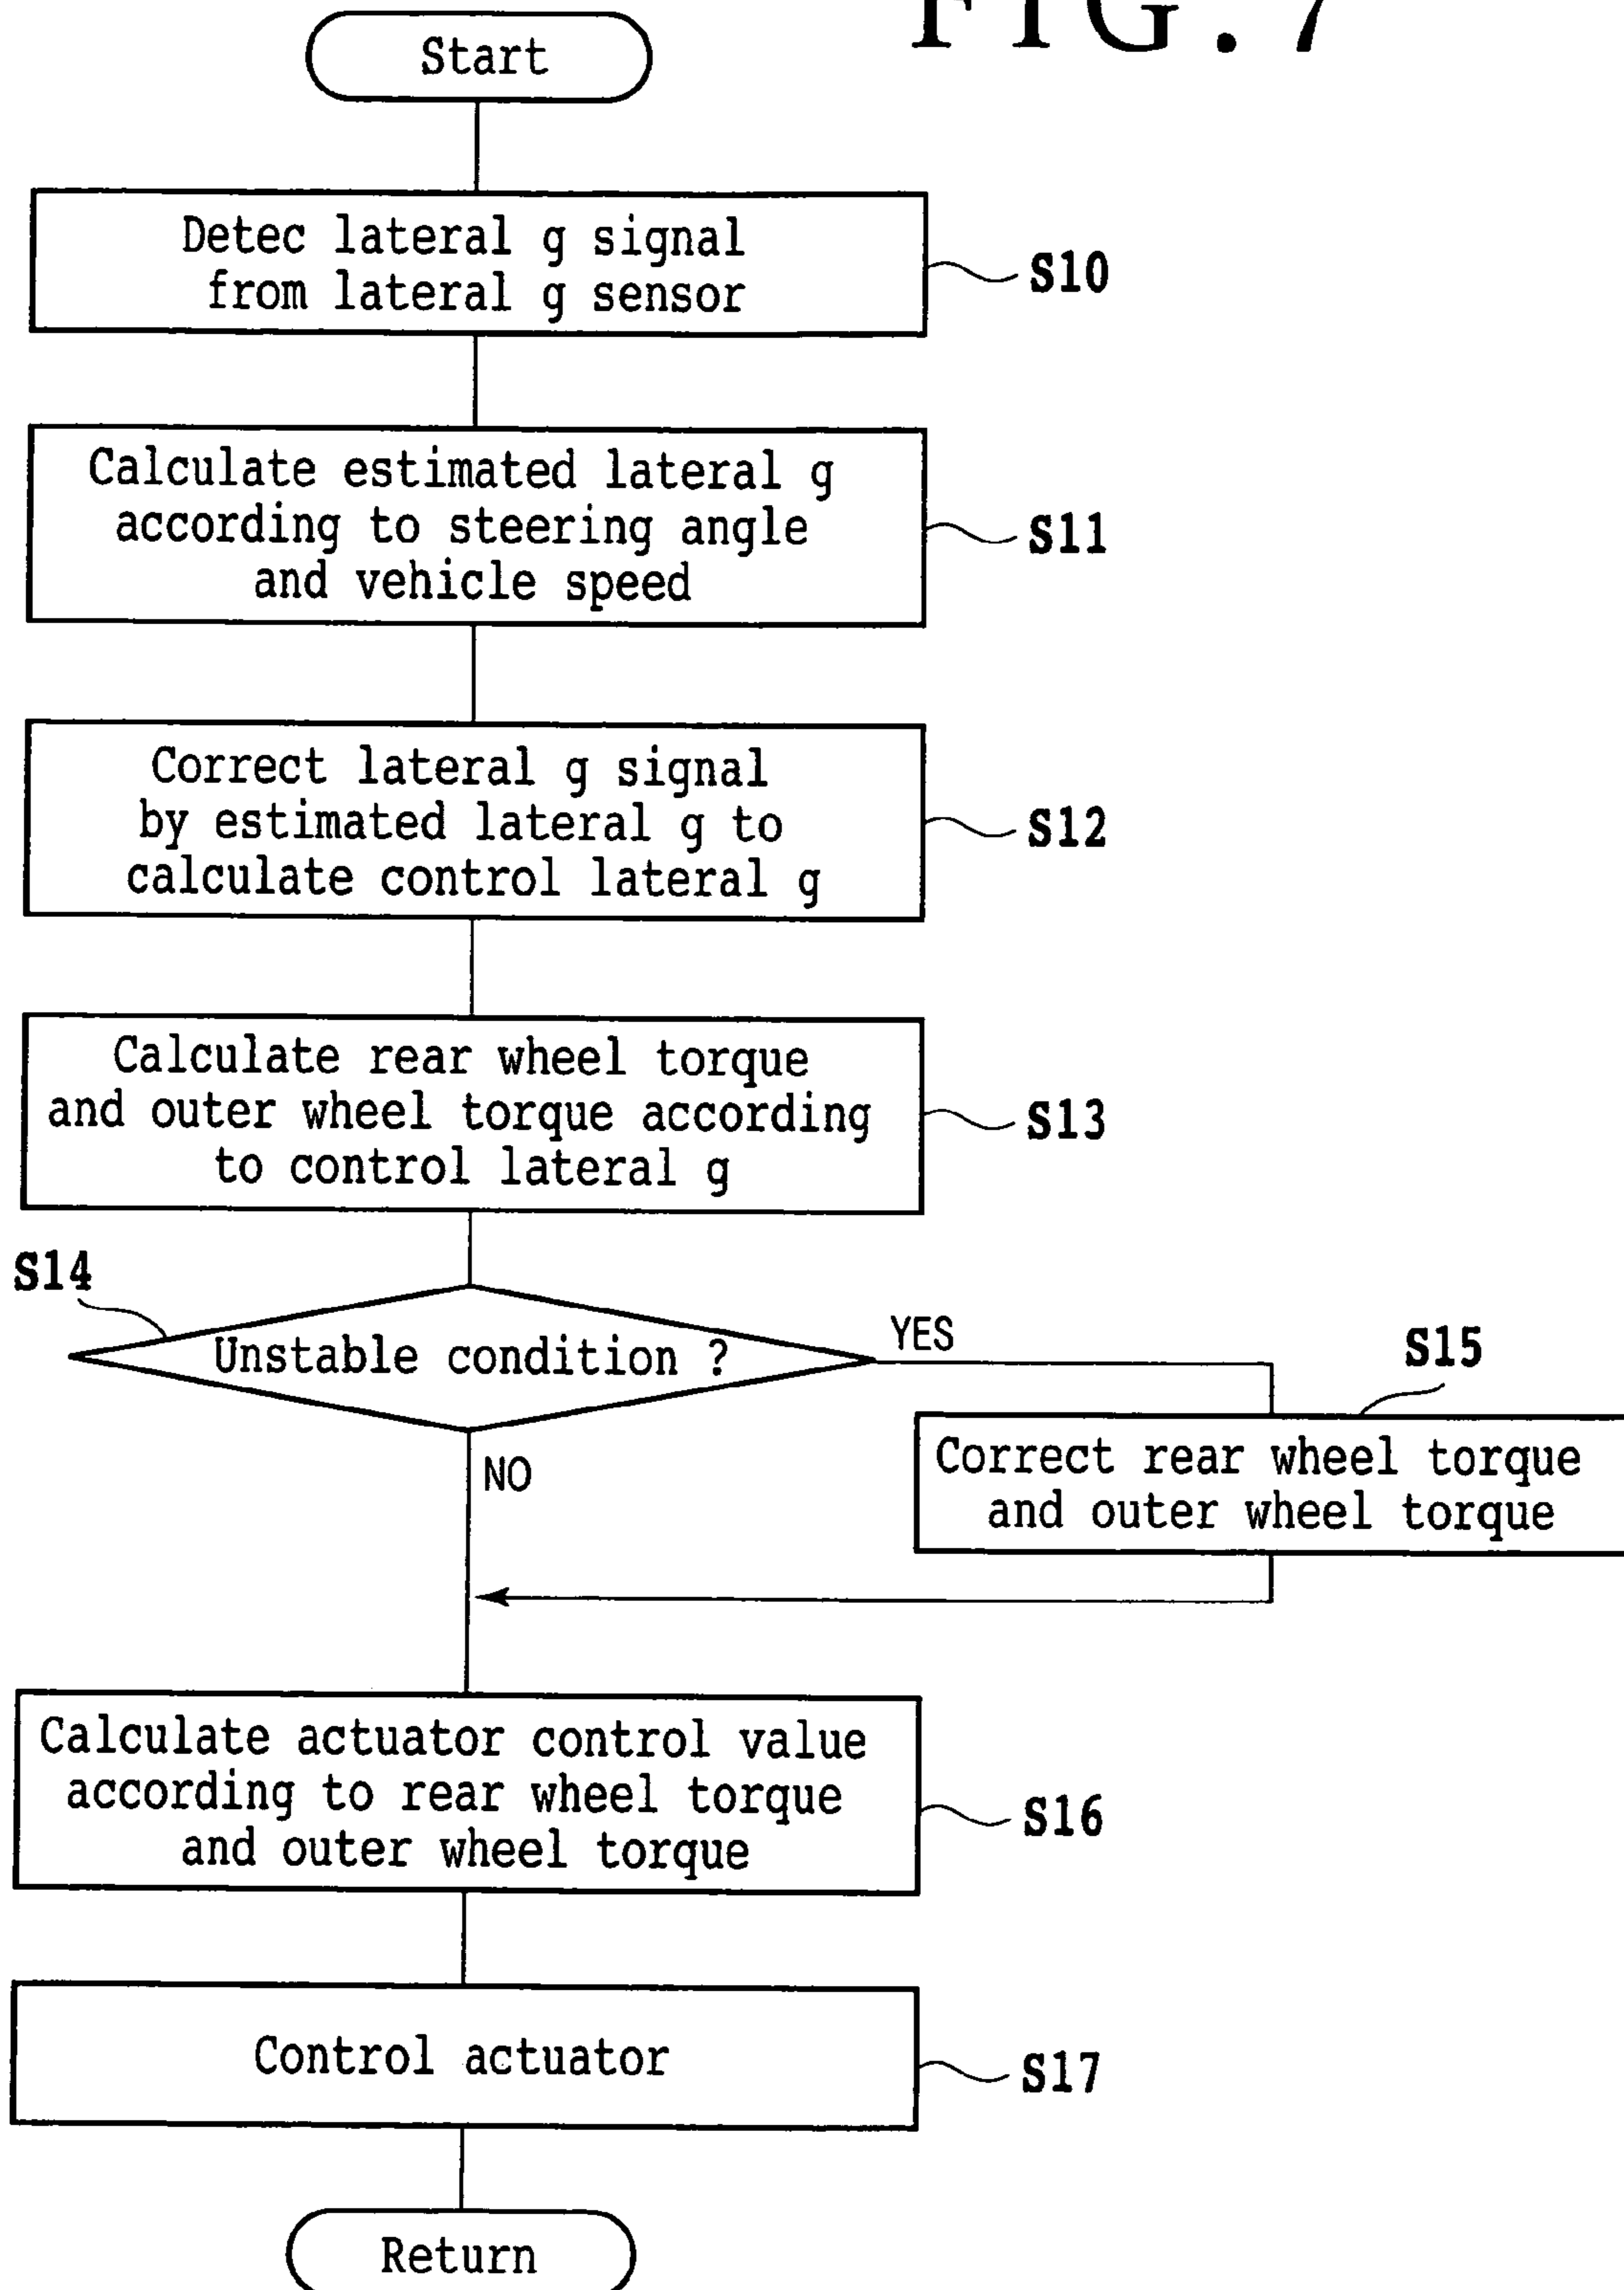 FIG. 7
Start
Detec lateral g signal
from lateral g sensor
S10
Calculate estimated lateral g
according to steering angle
and vehicle speed
S11
Correct lateral g signal
by estimated lateral g to
calculate control lateral g
S12
Calculate rear wheel torque
and outer wheel torque according
to control lateral g
S13
S14
Unstable condition ?
YES
S15
Correct rear wheel torque
and outer wheel torque
NO
Calculate actuator control value
according to rear wheel torque
and outer wheel torque
S16
Control actuator
S17
Return